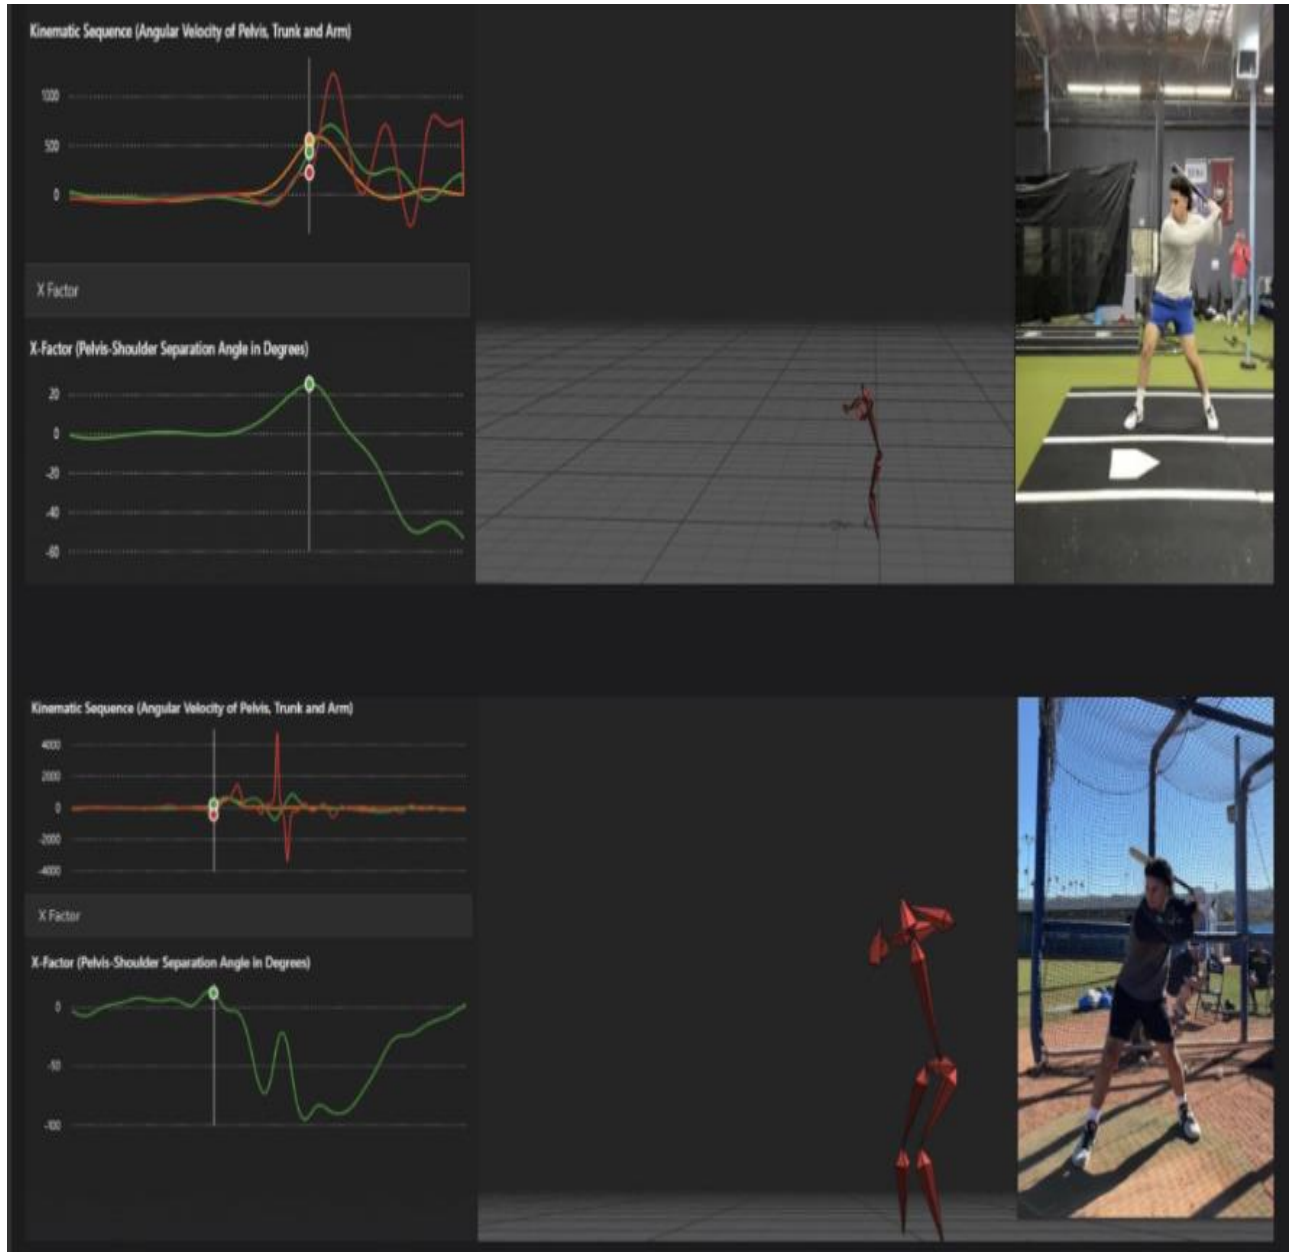 Kinematic Sequence (Angular Velocity of Pelvis, Trunk and Arm)
1000
500
0
X Factor
X-Factor (Pelvis-Shoulder Separation Angle in Degrees)
20
0
-20
-40
-60
Kinematic Sequence (Angular Velocity of Pelvis, Trunk and Arm)
4000
2000
0
-2000
-4000
X Factor
X-Factor (Pelvis-Shoulder Separation Angle in Degrees)
0
-50
-100